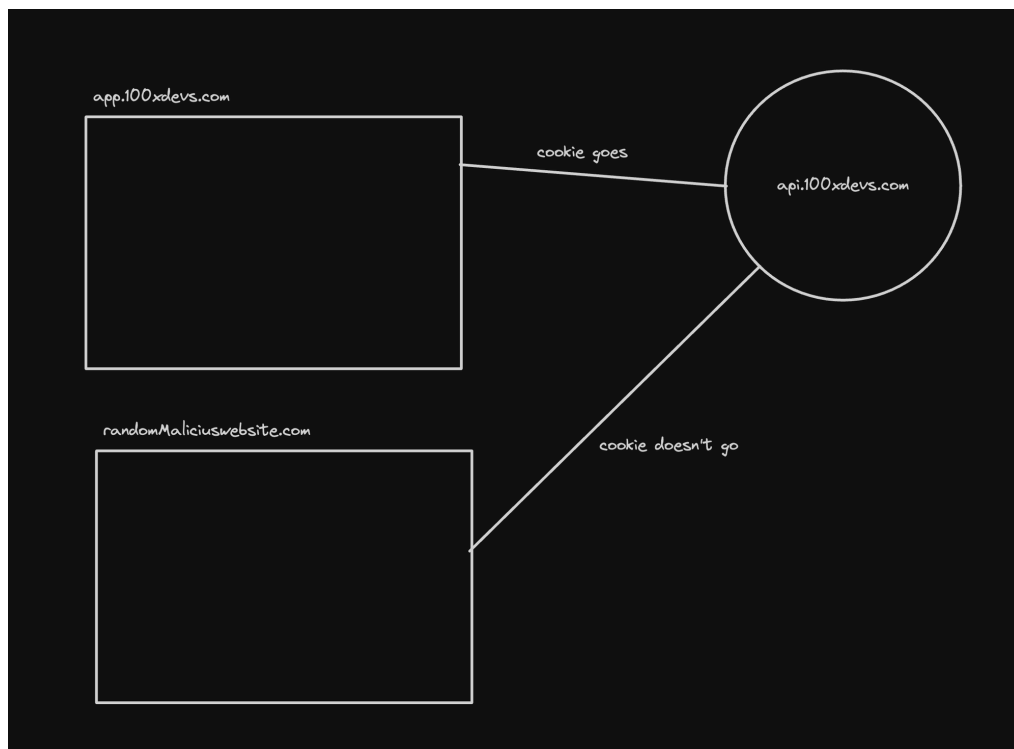 app.100xdevs.com
cookie goes
api.100xdevs.com
randomMaliciuswebsite.com
cookie doesn't go